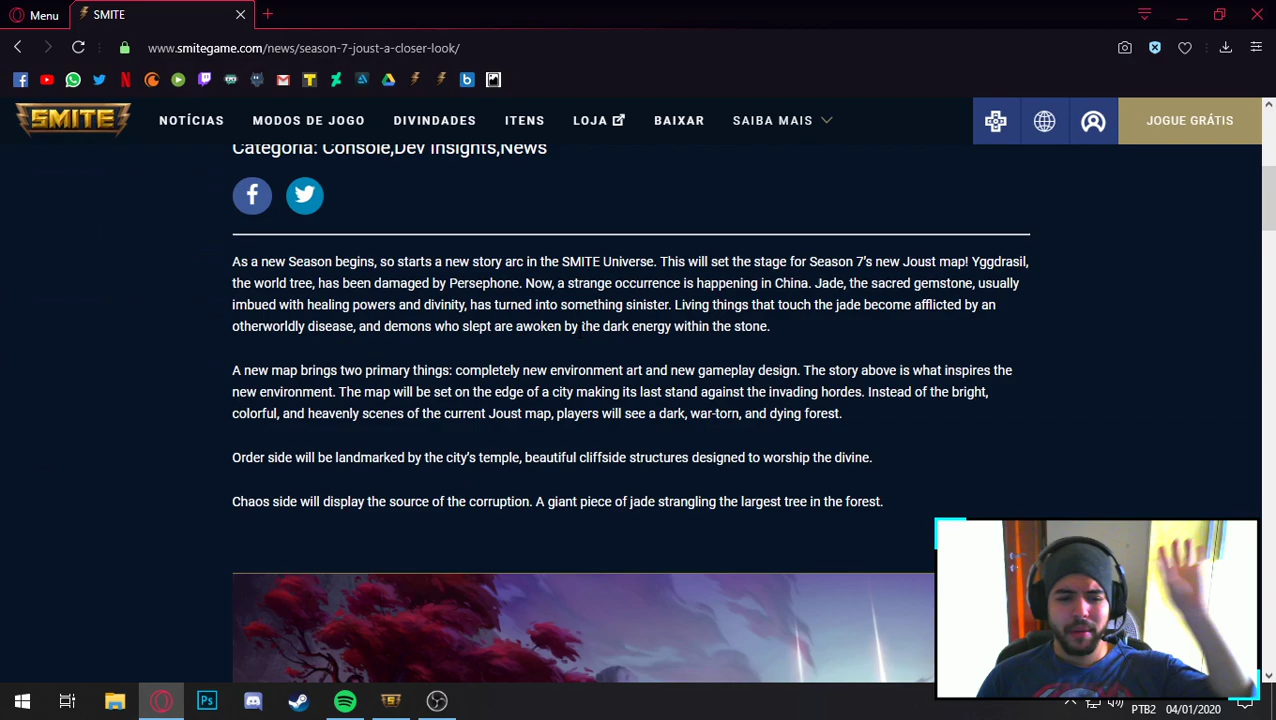 Menu
SMITE
www.smitegame.com/news/season-7-joust-a-closer-look/
SMITE
NOTÍCIAS
MODOS DE JOGO
DIVINDADES
ITENS
LOJA
BAIXAR
SAIBA MAIS
JOGUE GRÁTIS
Categoria: Console,Dev Insights,News
As a new Season begins, so starts a new story arc in the SMITE Universe. This will set the stage for Season 7's new Joust map! Yggdrasil,
the world tree, has been damaged by Persephone. Now, a strange occurrence is happening in China. Jade, the sacred gemstone, usually
imbued with healing powers and divinity, has turned into something sinister. Living things that touch the jade become afflicted by an
otherworldly disease, and demons who slept are awoken by the dark energy within the stone.
A new map brings two primary things: completely new environment art and new gameplay design. The story above is what inspires the
new environment. The map will be set on the edge of a city making its last stand against the invading hordes. Instead of the bright,
colorful, and heavenly scenes of the current Joust map, players will see a dark, war-torn, and dying forest.
Order side will be landmarked by the city's temple, beautiful cliffside structures designed to worship the divine.
Chaos side will display the source of the corruption. A giant piece of jade strangling the largest tree in the forest.
Ps
PTB2
04/01/2020